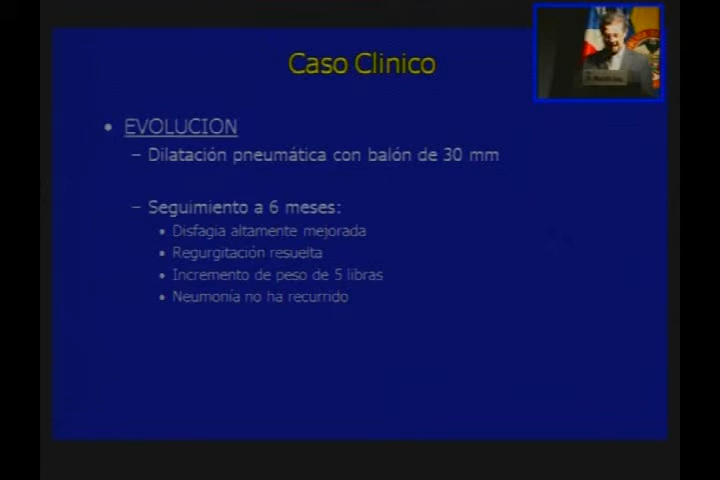 Caso Clinico
• EVOLUCION
– Dilatación pneumática con balón de 30 mm
– Seguimiento a 6 meses:
• Disfagia altamente mejorada
• Regurgitación resuelta
• Incremento de peso de 5 libras
• Neumonía no ha recurrido